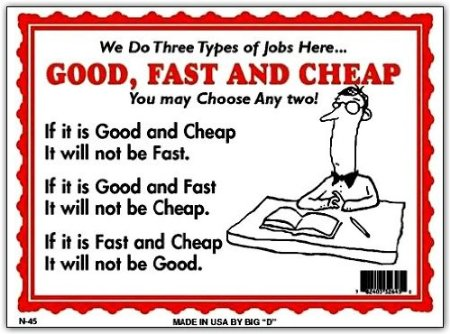 We Do Three Types of Jobs Here...
GOOD, FAST AND CHEAP
You may Choose Any two!
If it is Good and Cheap
It will not be Fast.
If it is Good and Fast
It will not be Cheap.
If it is Fast and Cheap
It will not be Good.
N-45
MADE IN USA BY BIG "D"